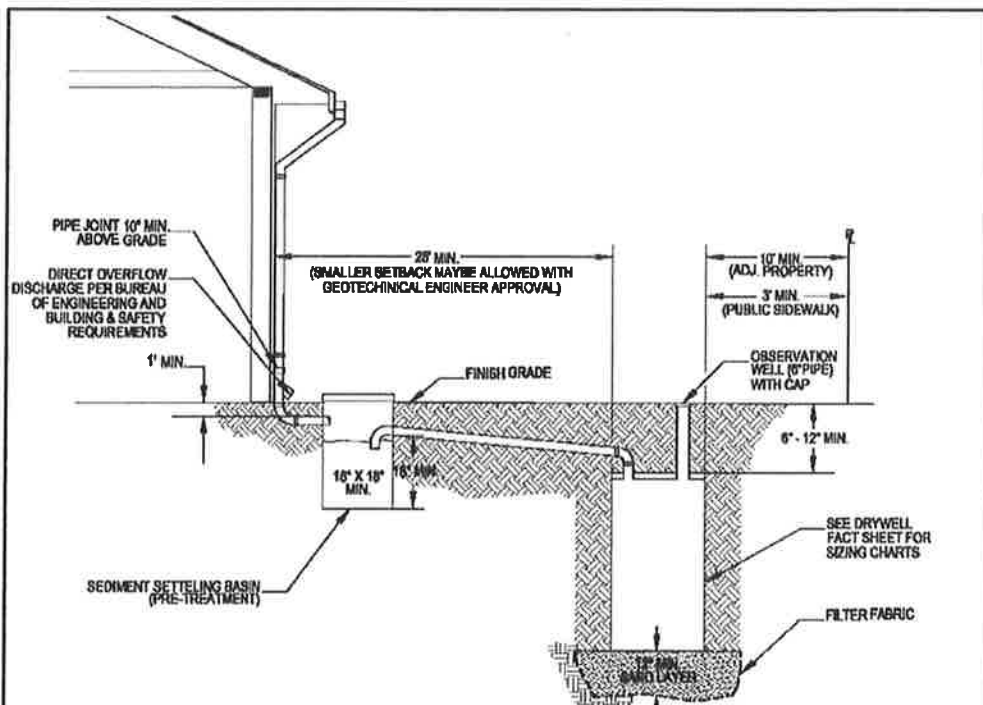 PIPE JOINT 10" MIN.
ABOVE GRADE
DIRECT OVERFLOW
DISCHARGE PER BUREAU
OF ENGINEERING AND
BUILDING & SAFETY
REQUIREMENTS
1' MIN.
MIN.
(SMALLER SETBACK MAYBE ALLOWED WITH
GEOTECHINICAL ENGINEER APPROVAL)
10' MIN.
(ADJ. PROPERTY)
3' MIN.
(PUBLIC SIDEWALK)
FINISH GRADE
OBSERVATION
WELL (6"PIPE)
WITH CAP
6" - 12" MIN.
18" X 18"
MIN.
18" MIN
SEDIMENT SETTELING BASIN
(PRE-TREATMENT)
SEE DRYWELL
FACT SHEET FOR
SIZING CHARTS
FILTER FABRIC
MIN.
SAND LAYER